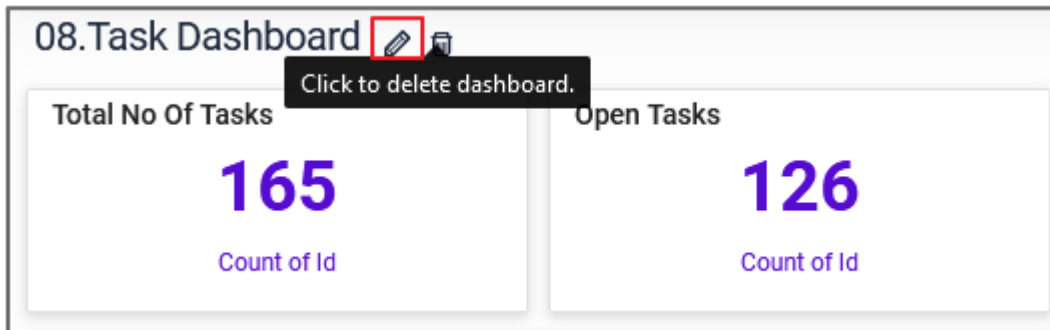 08.Task Dashboard
Click to delete dashboard.
Total No Of Tasks
Open Tasks
165
126
Count of Id
Count of Id